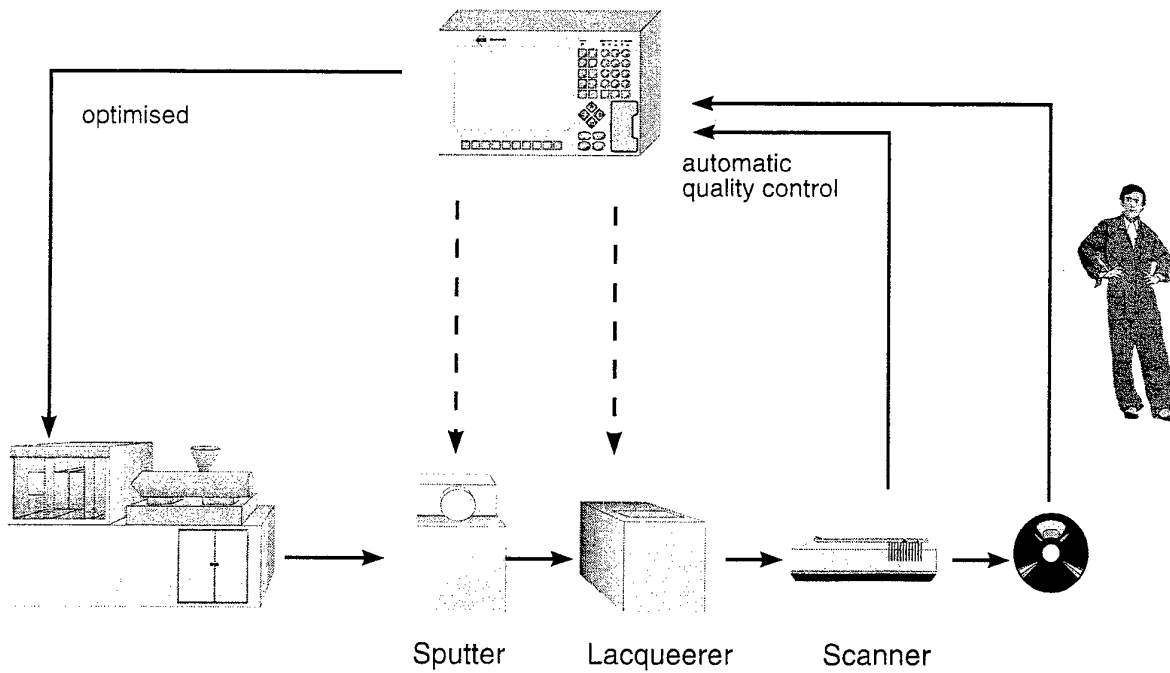 optimised
automatic
quality control
Sputter
Lacqueerer
Scanner